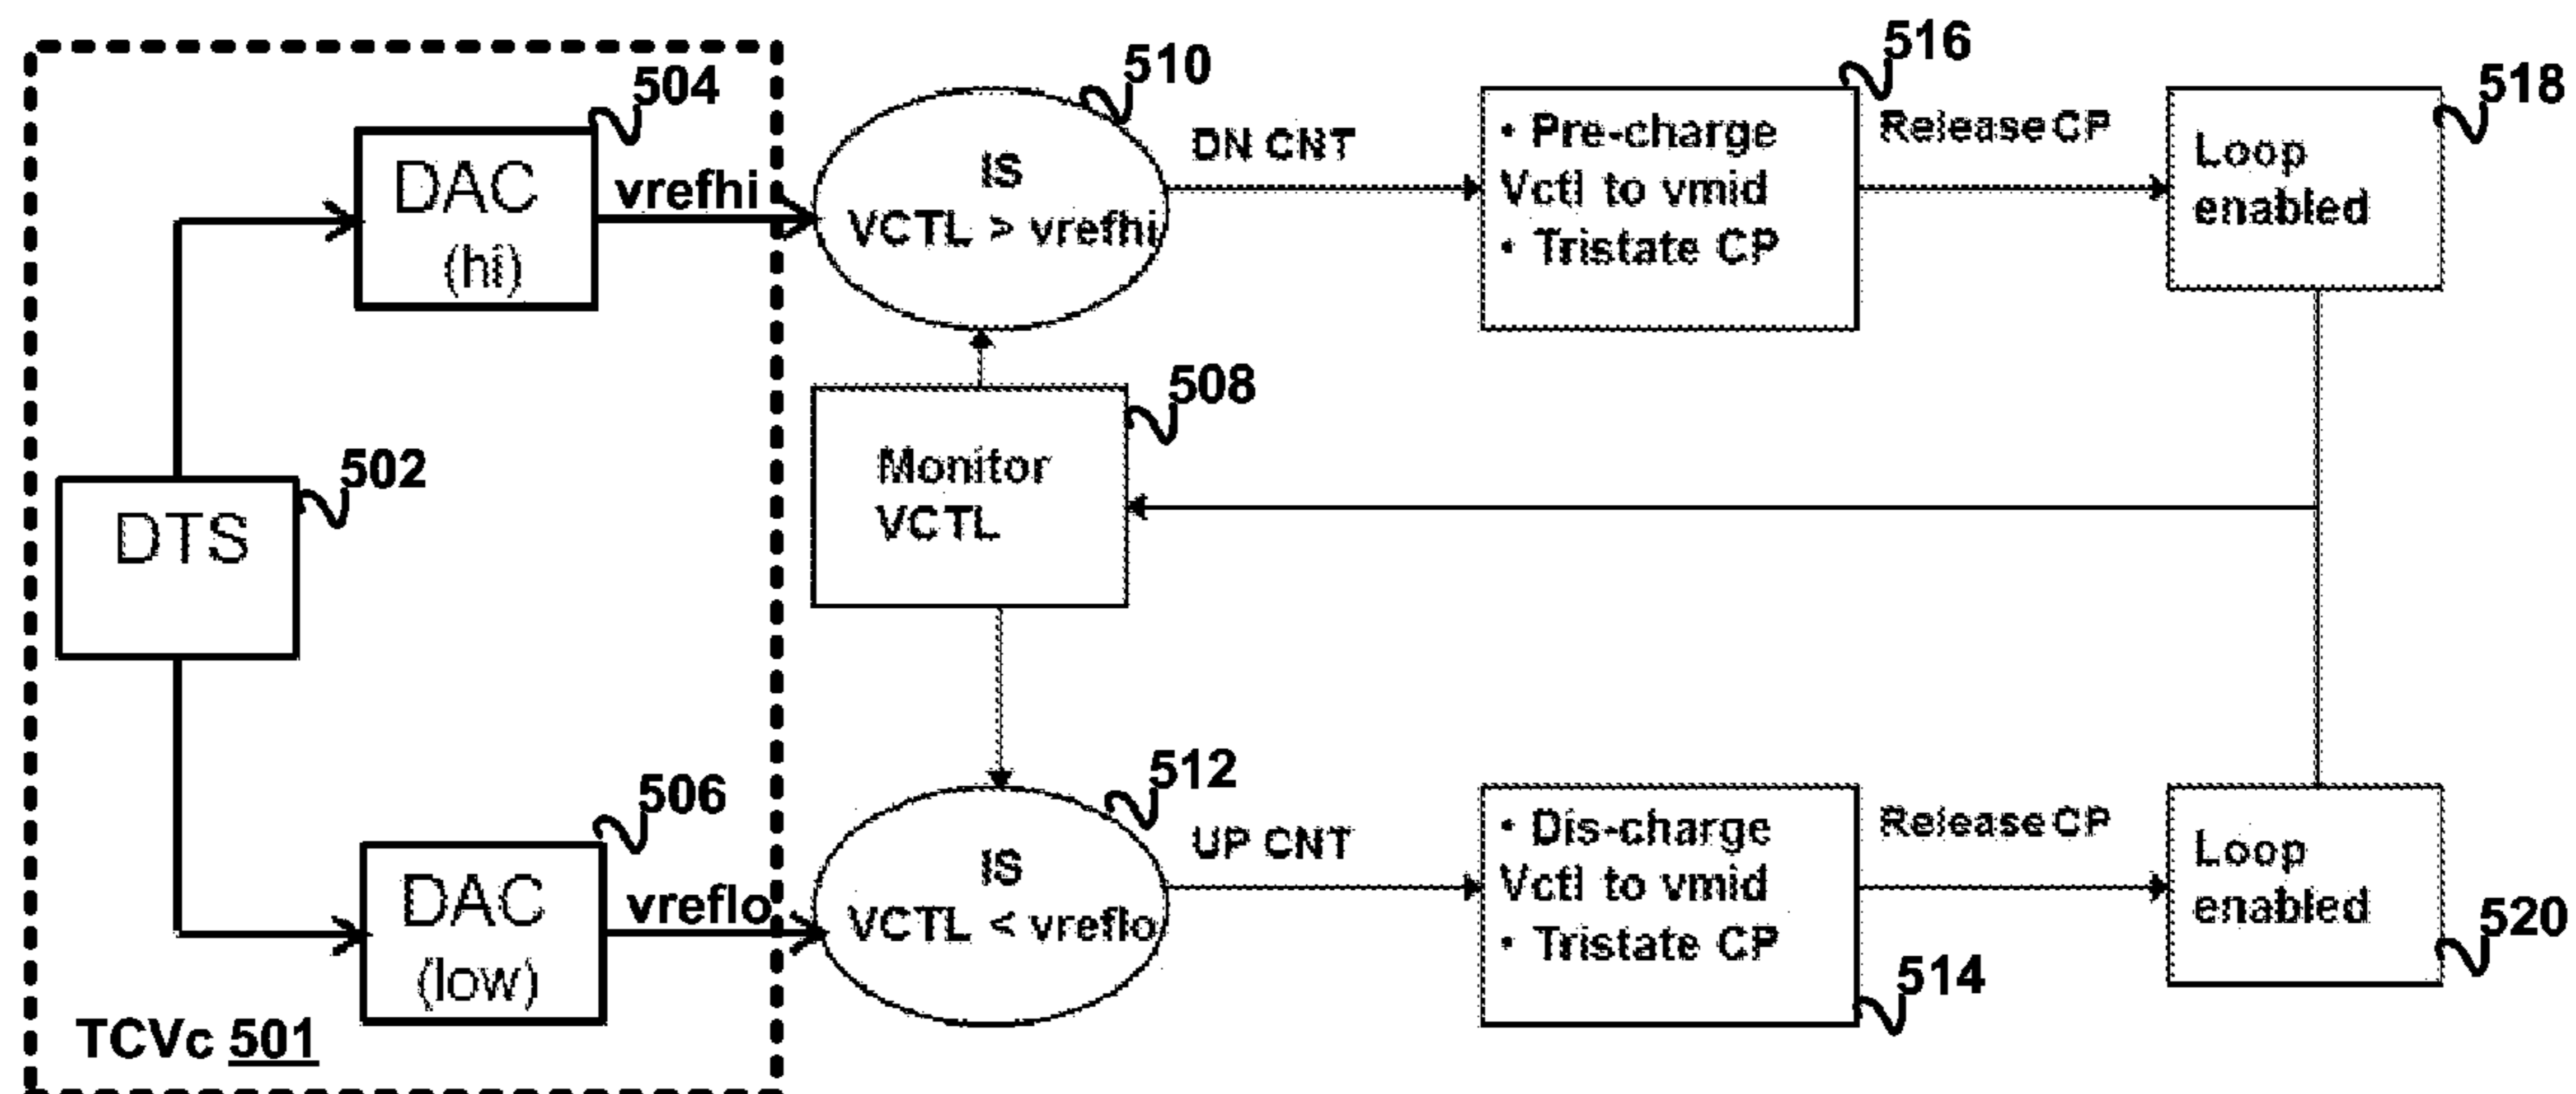 504
DAC
(hi)
vrefhi
510
IS
VCTL > vrefhi
DN CNT
516
• Pre-charge
Vctl to vmid
• Tristate CP
Release CP
518
Loop
enabled
502
DTS
508
Monitor
VCTL
506
DAC
(low)
vreflo
512
IS
VCTL < vreflo
UP CNT
• Dis-charge
Vctl to vmid
• Tristate CP
514
Release CP
Loop
enabled
520
TCVc 501